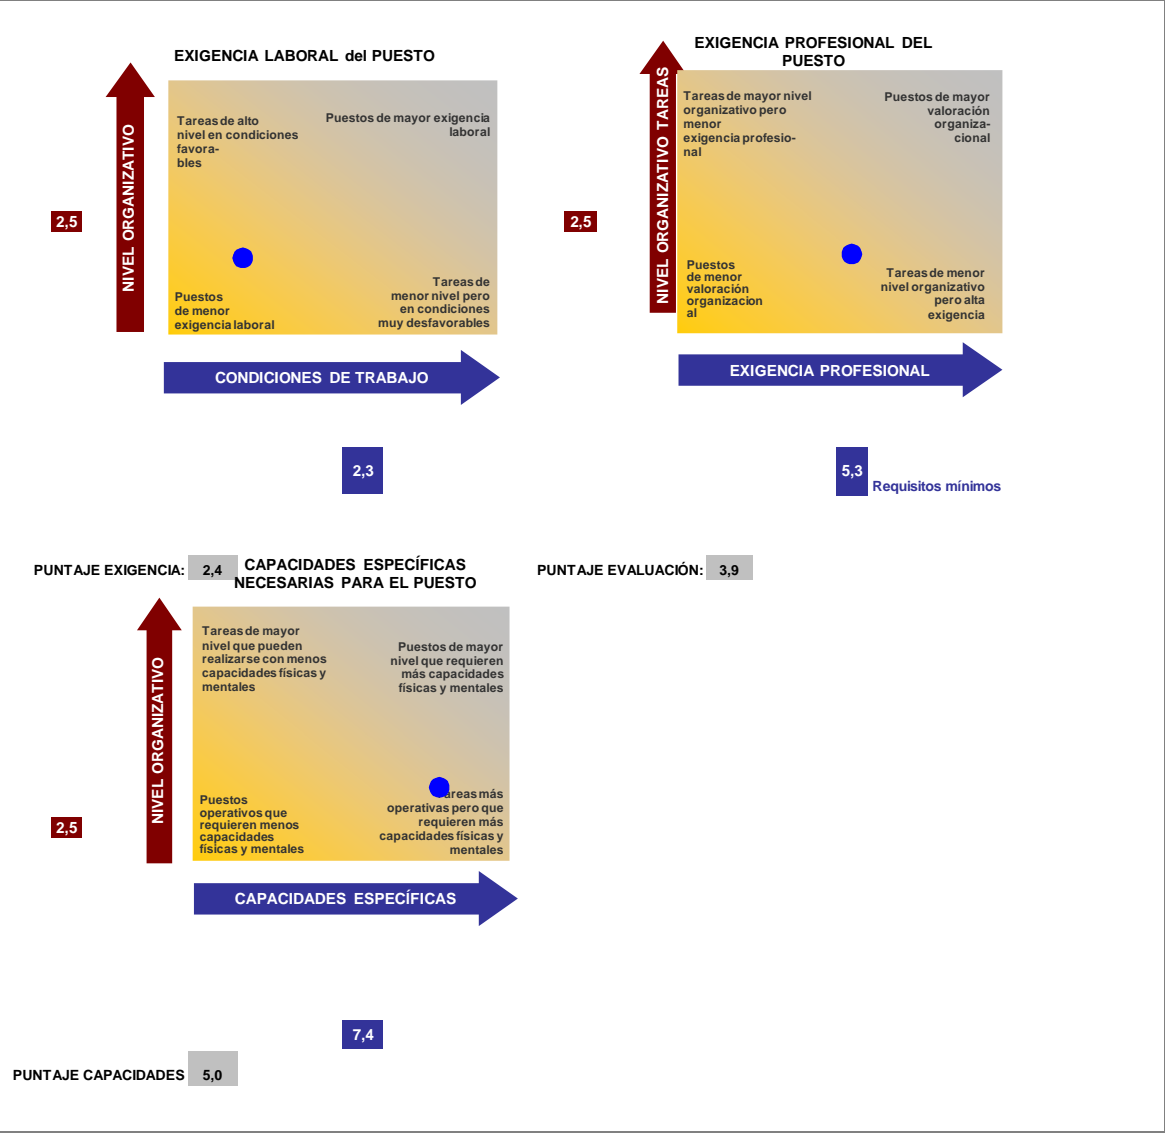 EXIGENCIA LABORAL del PUESTO
NIVEL ORGANIZATIVO
Tareas de alto
nivel en condiciones
favora-
bles
Puestos de mayor exigencia
laboral
2,5
Puestos
de menor
exigencia laboral
Tareas de
menor nivel pero
en condiciones
muy desfavorables
CONDICIONES DE TRABAJO
2,3
EXIGENCIA PROFESIONAL DEL
PUESTO
NIVEL ORGANIZATIVO TAREAS
Tareas de mayor nivel
organizativo pero
menor
exigencia profesio-
nal
Puestos de mayor
valoración
organiza-
cional
2,5
Puestos
de menor
valoración
organizacion
al
Tareas de menor
nivel organizativo
pero alta
exigencia
EXIGENCIA PROFESIONAL
5,3
Requisitos mínimos
PUNTAJE EXIGENCIA: 2,4
PUNTAJE EVALUACIÓN: 3,9
CAPACIDADES ESPECÍFICAS
NECESARIAS PARA EL PUESTO
NIVEL ORGANIZATIVO
Tareas de mayor
nivel que pueden
realizarse con menos
capacidades físicas y
mentales
Puestos de mayor
nivel que requieren
más capacidades
físicas y mentales
2,5
Puestos
operativos que
requieren menos
capacidades
físicas y mentales
areas más
operativas pero que
requieren más
capacidades físicas y
mentales
CAPACIDADES ESPECÍFICAS
7,4
PUNTAJE CAPACIDADES 5,0